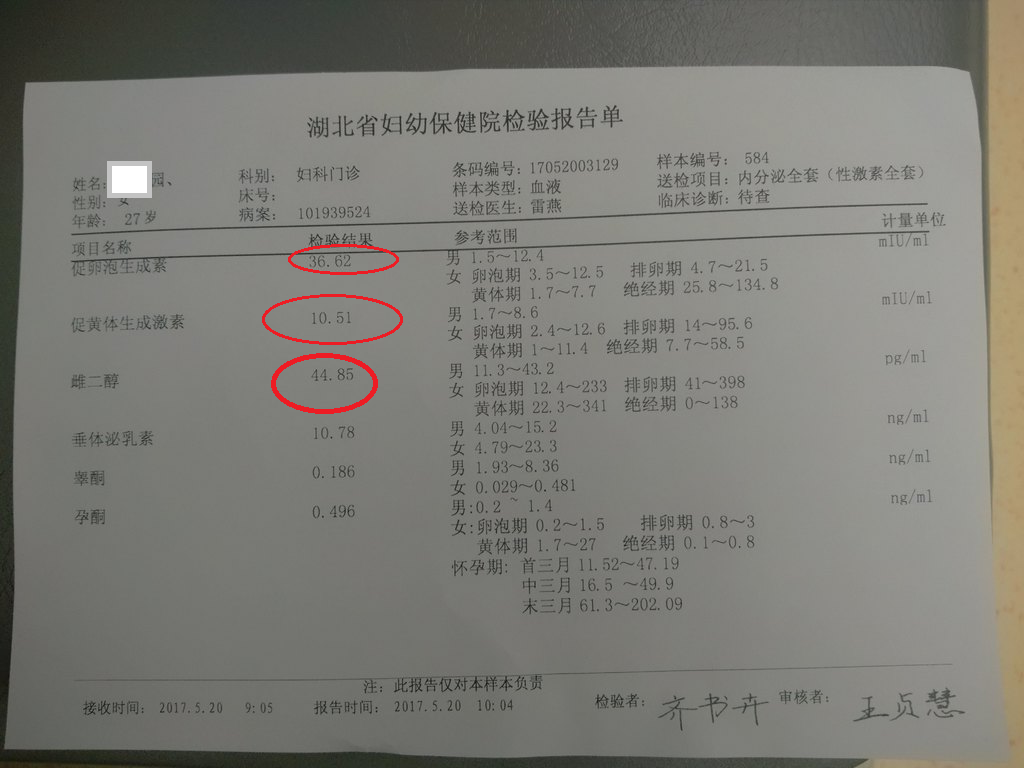 湖北省妇幼保健院检验报告单
姓名: 园、 科别: 妇科门诊 条码编号: 17052003129 样本编号: 584
性别: 女 床号: 样本类型: 血液 送检项目: 内分泌全套(性激素全套)
年龄: 27岁 病案: 101939524 送检医生: 雷燕 临床诊断: 待查
项目名称 检验结果 参考范围 计量单位
促卵泡生成素 36.62 男 1.5～12.4 mIU/ml
女 卵泡期 3.5～12.5 排卵期 4.7～21.5
黄体期 1.7～7.7 绝经期 25.8～134.8
促黄体生成激素 10.51 男 1.7～8.6 mIU/ml
女 卵泡期 2.4～12.6 排卵期 14～95.6
黄体期 1～11.4 绝经期 7.7～58.5
雌二醇 44.85 男 11.3～43.2 pg/ml
女 卵泡期 12.4～233 排卵期 41～398
黄体期 22.3～341 绝经期 0～138
垂体泌乳素 10.78 男 4.04～15.2 ng/ml
女 4.79～23.3
睾酮 0.186 男 1.93～8.36 ng/ml
女 0.029～0.481
孕酮 0.496 男:0.2 ~ 1.4 ng/ml
女:卵泡期 0.2～1.5 排卵期 0.8～3
黄体期 1.7～27 绝经期 0.1～0.8
怀孕期: 首三月 11.52～47.19
中三月 16.5 ～49.9
末三月 61.3～202.09
注: 此报告仅对本样本负责
接收时间: 2017.5.20 9:05 报告时间: 2017.5.20 10:04 检验者: 齐书卉 审核者: 王贞慧